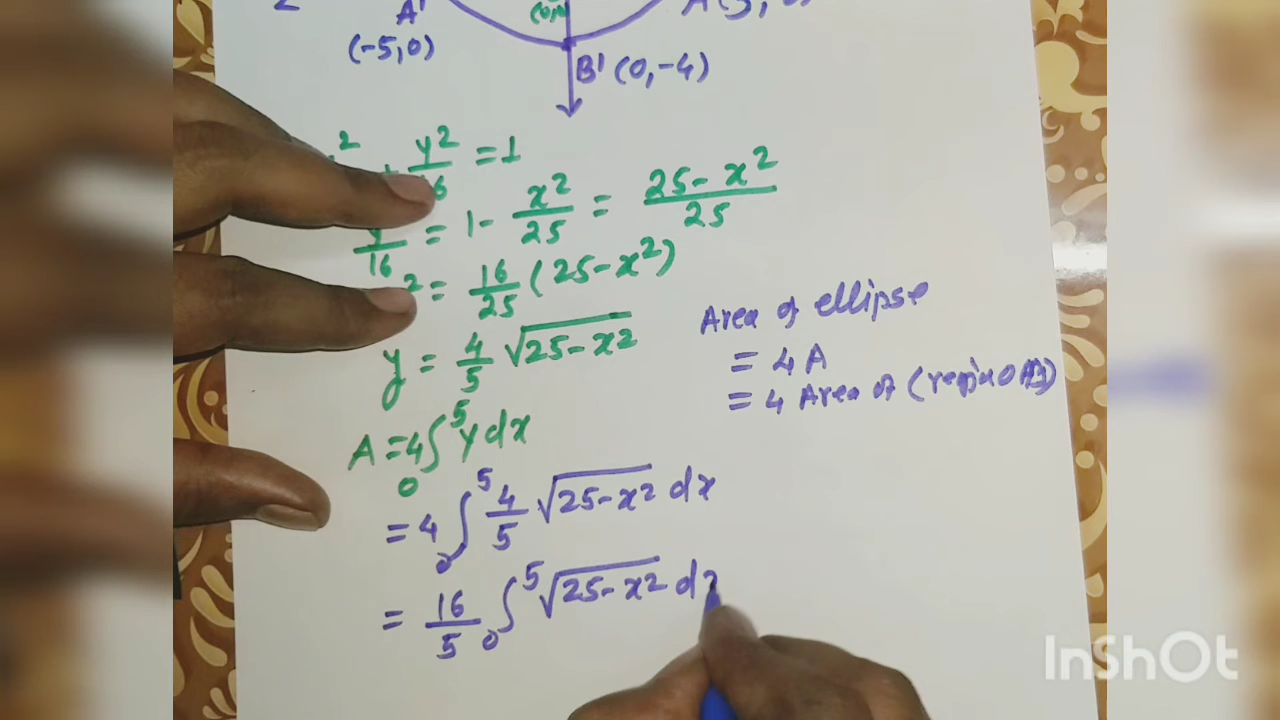 A'
(-5,0)
B' (0,-4)
y²/16 = 1
y/16 = 1 - x²/25 = (25 - x²)/25
² = 16/25 (25 - x²)
y = 4/5 √25-x²
A = 4 ∫₀⁵ y dx
= 4 ∫₀⁵ 4/5 √25-x² dx
= 16/5 ∫₀⁵ √25-x² d
Area of ellipse
= 4 A
= 4 Area of (
InShOt